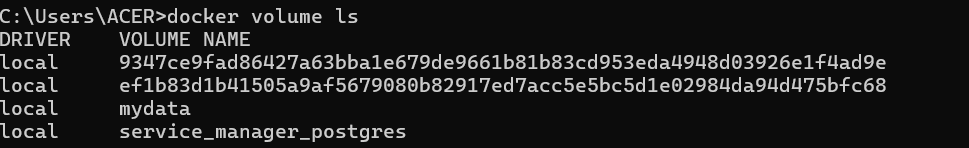 C:\Users\ACER>docker volume ls
DRIVER    VOLUME NAME
local     9347ce9fad86427a63bba1e679de9661b81b83cd953eda4948d03926e1f4ad9e
local     ef1b83d1b41505a9af5679080b82917ed7acc5e5bc5d1e02984da94d475bfc68
local     mydata
local     service_manager_postgres